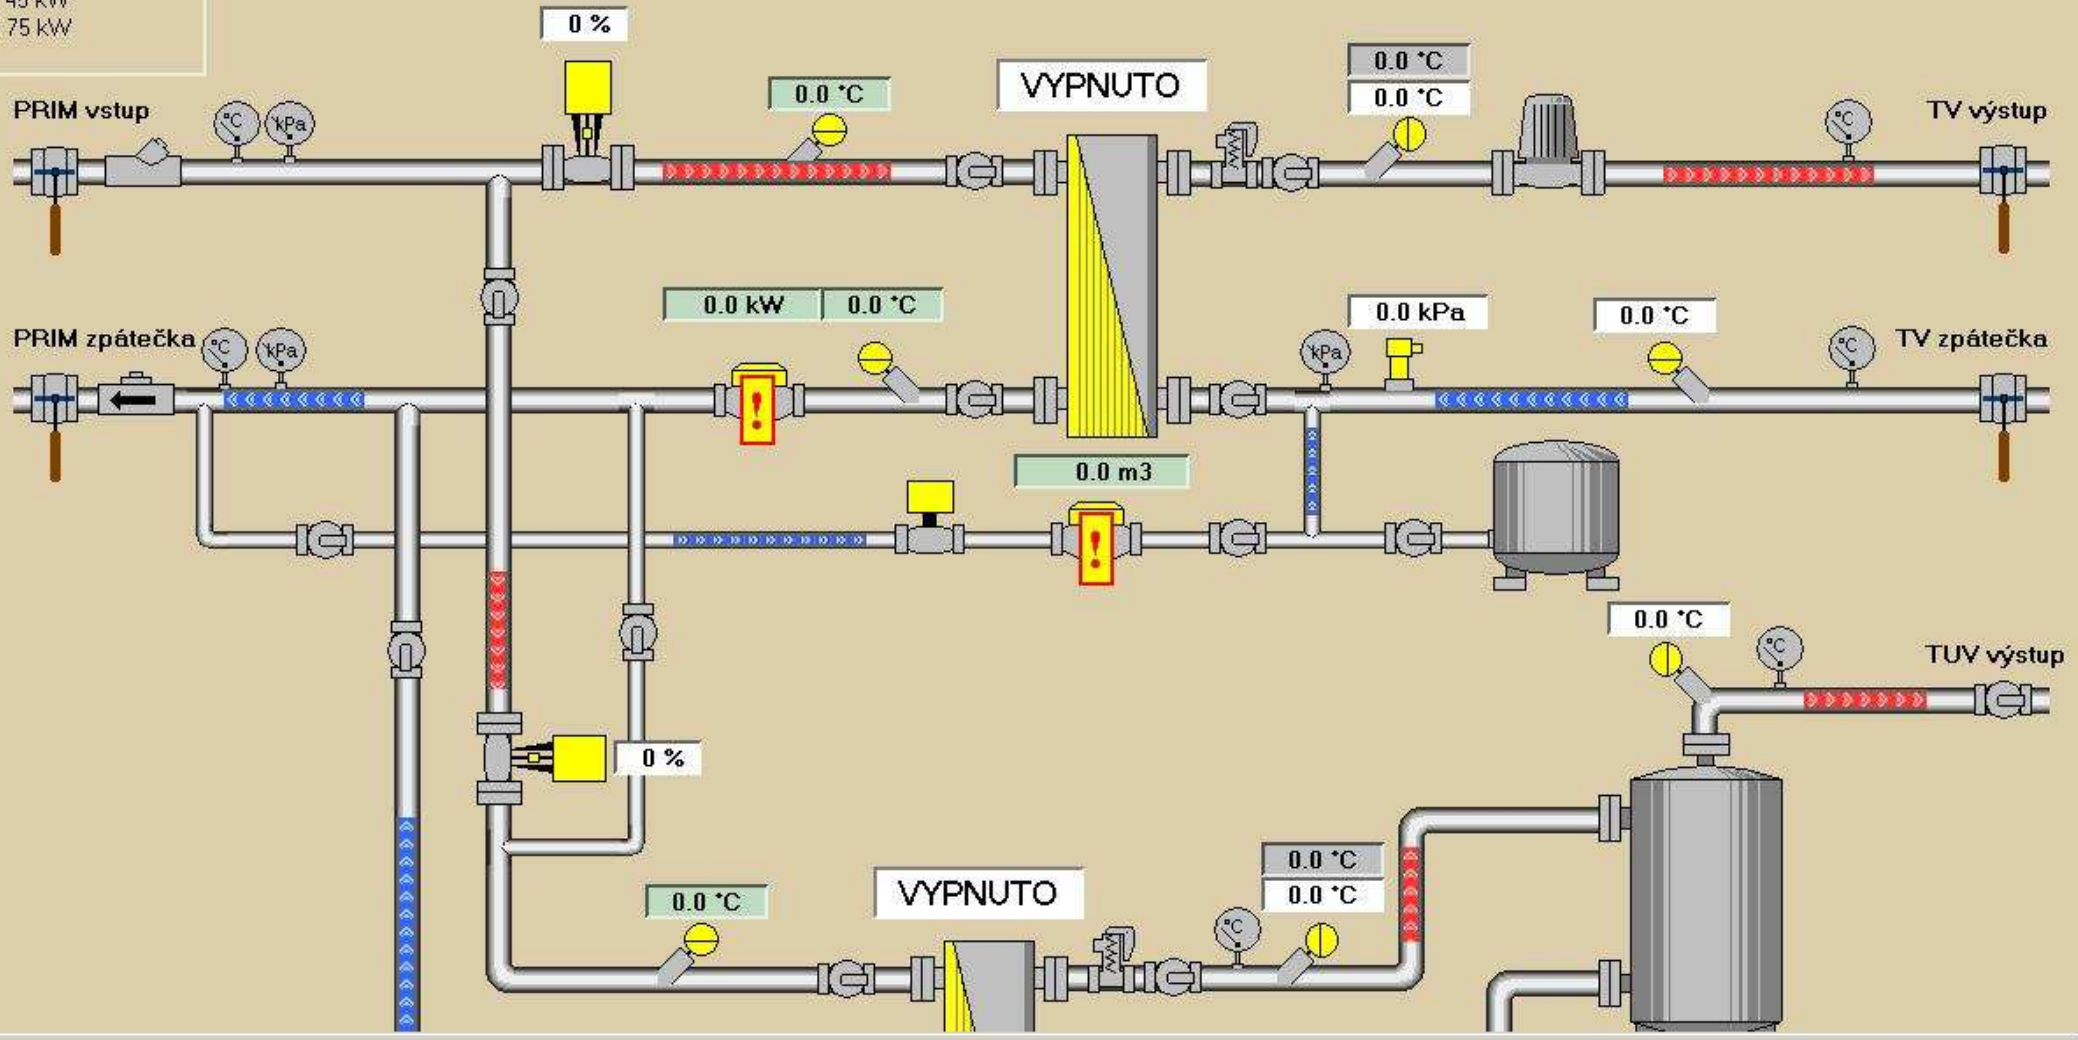 45 kW
75 kW
0 %
0.0 °C
VYPNUTO
0.0 °C
0.0 °C
PRIM vstup
°C
kPa
°C
TV výstup
0.0 kW
0.0 °C
0.0 kPa
0.0 °C
PRIM zpátečka
°C
kPa
kPa
°C
TV zpátečka
!
0.0 m3
!
0.0 °C
°C
TUV výstup
0 %
0.0 °C
VYPNUTO
0.0 °C
0.0 °C
°C